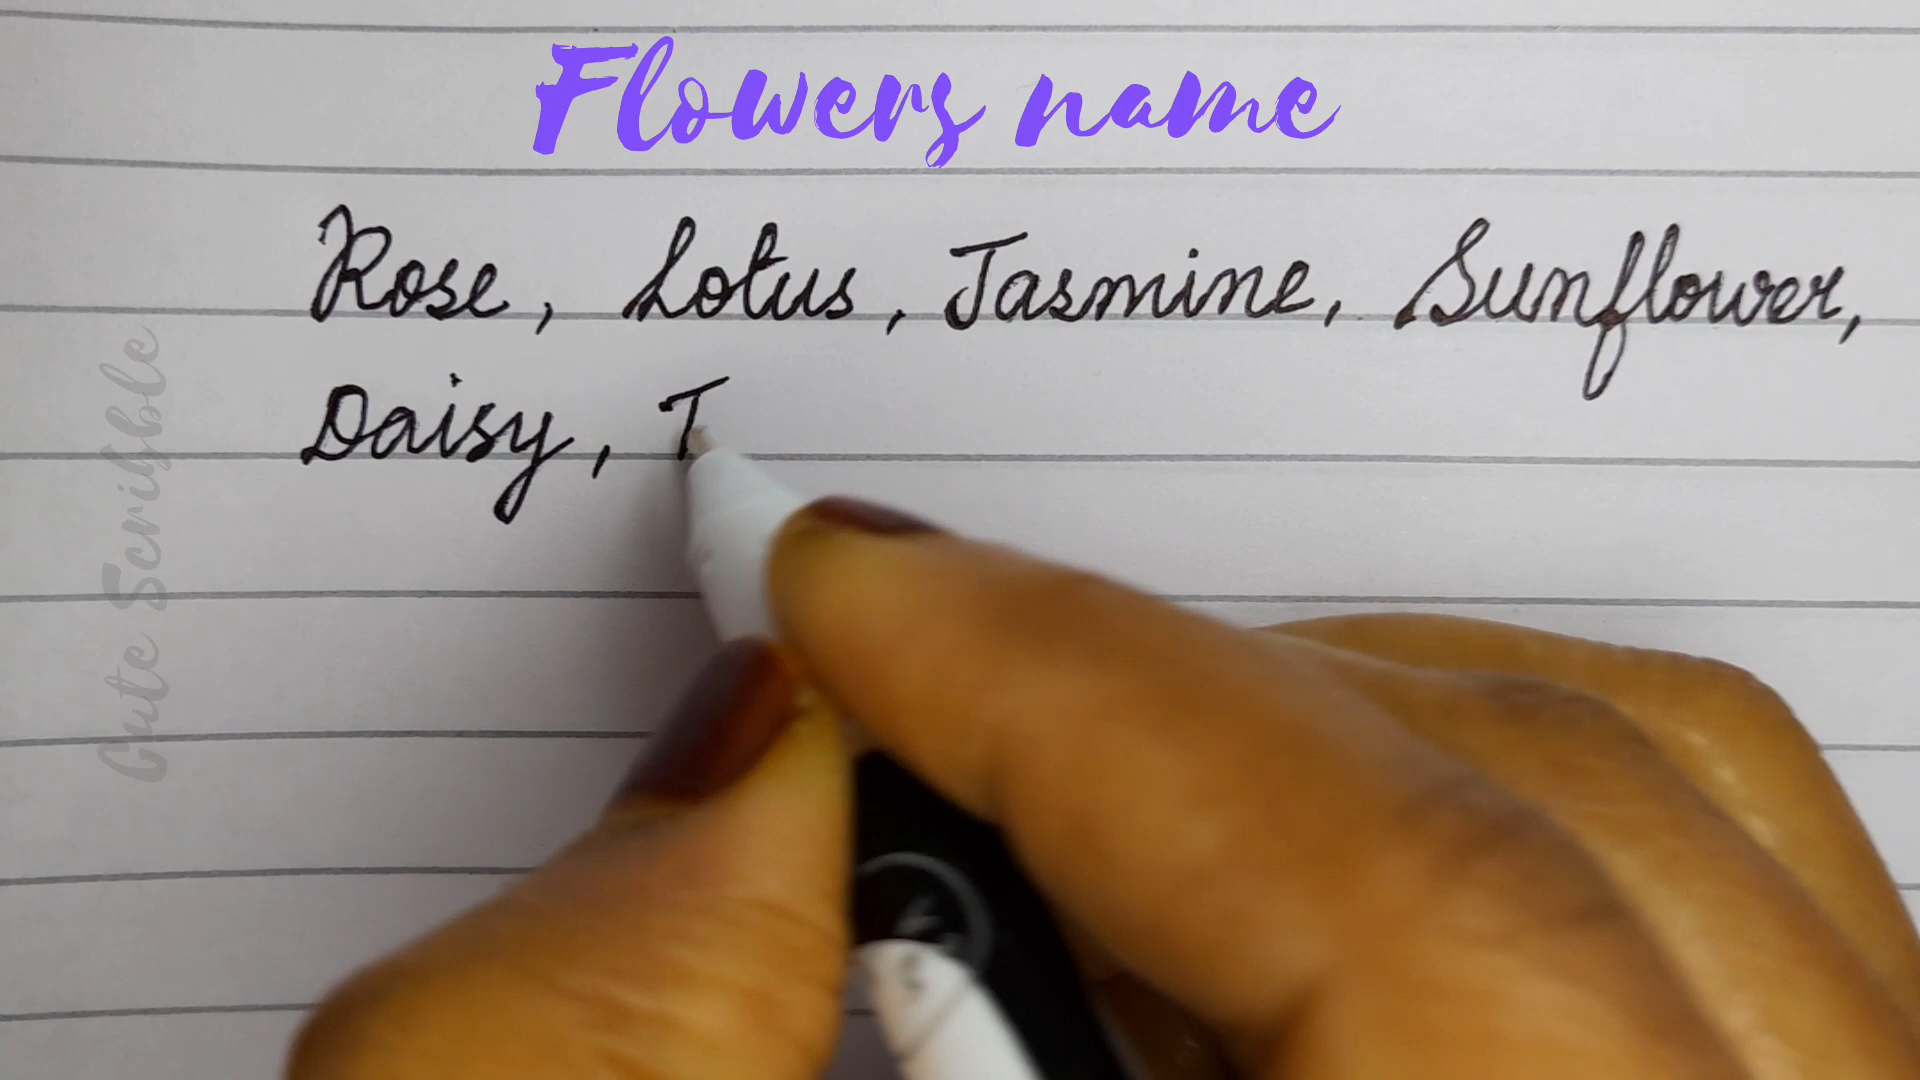 Flowers name
Rose, Lotus, Jasmine, Sunflower,
Daisy, T
Cute Scribble